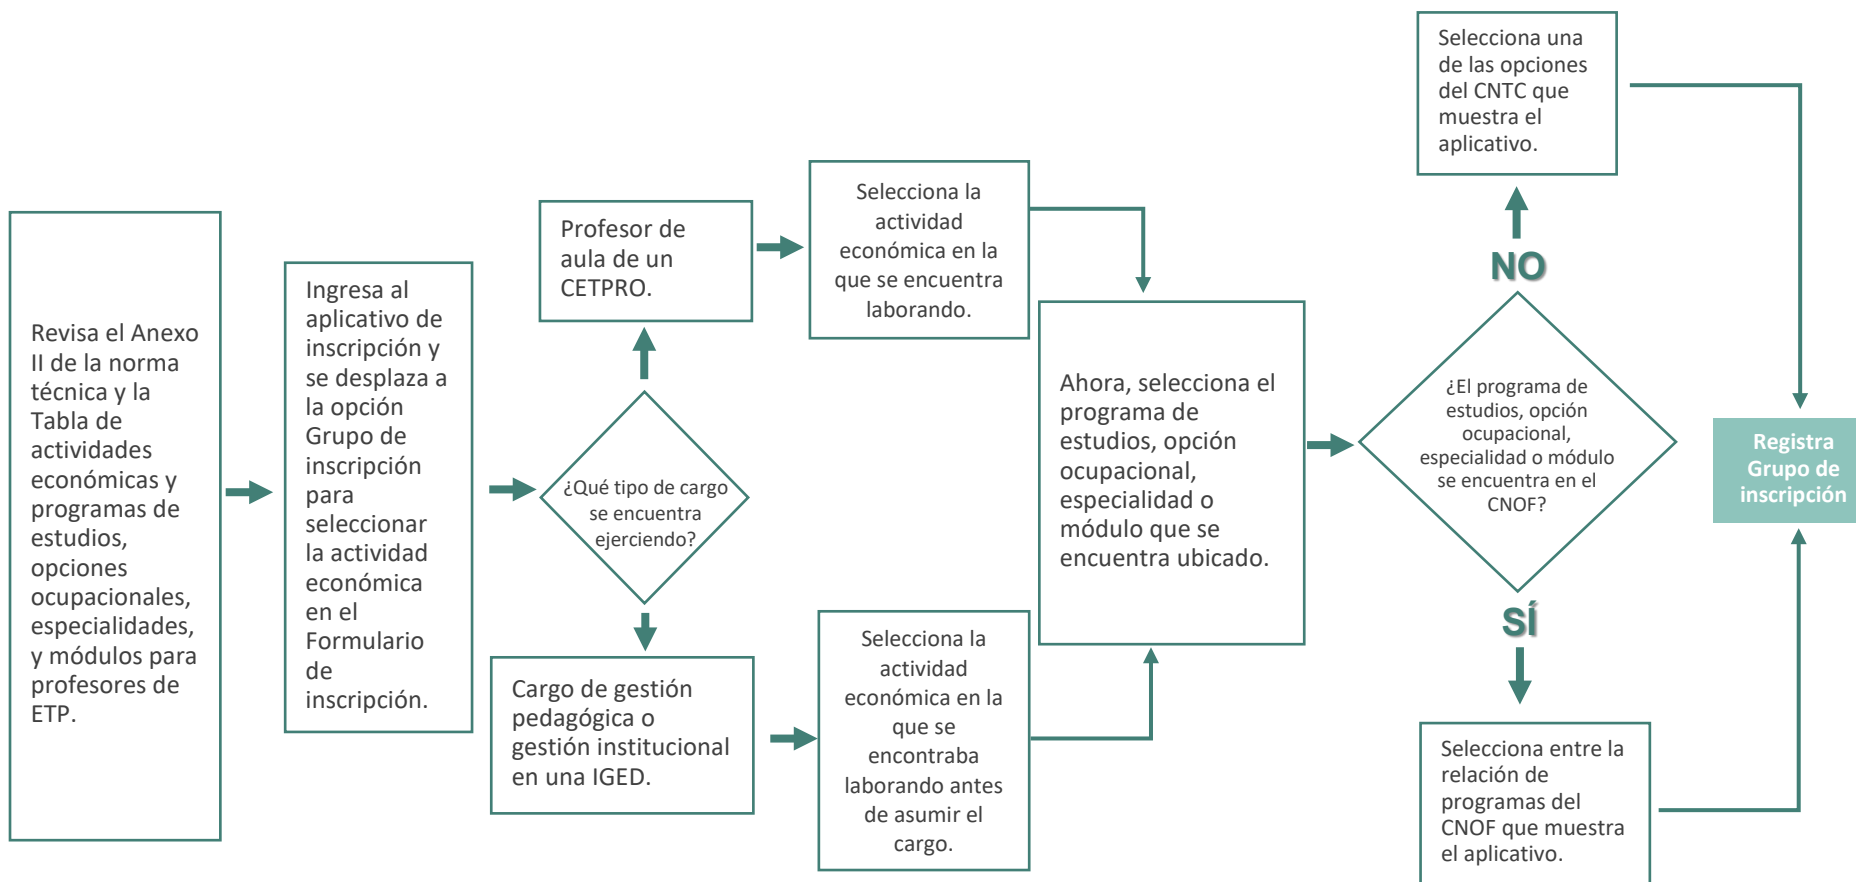 Revisa el Anexo
II de la norma
técnica y la
Tabla de
actividades
económicas y
programas de
estudios,
opciones
ocupacionales,
especialidades,
y módulos para
profesores de
ETP.
Ingresa al
aplicativo de
inscripción y
se desplaza a
la opción
Grupo de
inscripción
para
seleccionar
la actividad
económica
en el
Formulario
de
inscripción.
¿Qué tipo de cargo
se encuentra
ejerciendo?
Profesor de
aula de un
CETPRO.
Selecciona la
actividad
económica en la
que se encuentra
laborando.
Cargo de gestión
pedagógica o
gestión institucional
en una IGED.
Selecciona la
actividad
económica en la
que se
encontraba
laborando antes
de asumir el
cargo.
Ahora, selecciona el
programa de
estudios, opción
ocupacional,
especialidad o
módulo que se
encuentra ubicado.
¿El programa de
estudios, opción
ocupacional,
especialidad o módulo
se encuentra en el
CNOF?
NO
Selecciona una
de las opciones
del CNTC que
muestra el
aplicativo.
SÍ
Selecciona entre la
relación de
programas del
CNOF que muestra
el aplicativo.
Registra
Grupo de
inscripción